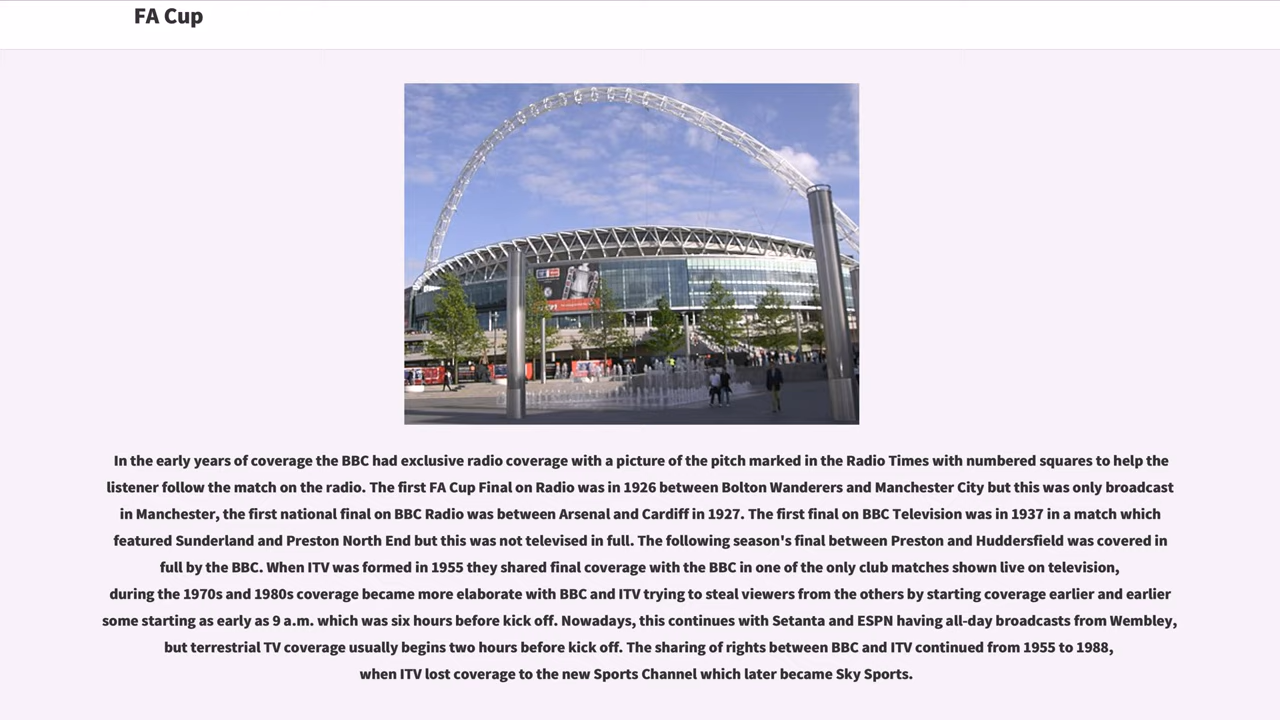 FA Cup
In the early years of coverage the BBC had exclusive radio coverage with a picture of the pitch marked in the Radio Times with numbered squares to help the
listener follow the match on the radio. The first FA Cup Final on Radio was in 1926 between Bolton Wanderers and Manchester City but this was only broadcast
in Manchester, the first national final on BBC Radio was between Arsenal and Cardiff in 1927. The first final on BBC Television was in 1937 in a match which
featured Sunderland and Preston North End but this was not televised in full. The following season's final between Preston and Huddersfield was covered in
full by the BBC. When ITV was formed in 1955 they shared final coverage with the BBC in one of the only club matches shown live on television,
during the 1970s and 1980s coverage became more elaborate with BBC and ITV trying to steal viewers from the others by starting coverage earlier and earlier
some starting as early as 9 a.m. which was six hours before kick off. Nowadays, this continues with Setanta and ESPN having all-day broadcasts from Wembley,
but terrestrial TV coverage usually begins two hours before kick off. The sharing of rights between BBC and ITV continued from 1955 to 1988,
when ITV lost coverage to the new Sports Channel which later became Sky Sports.